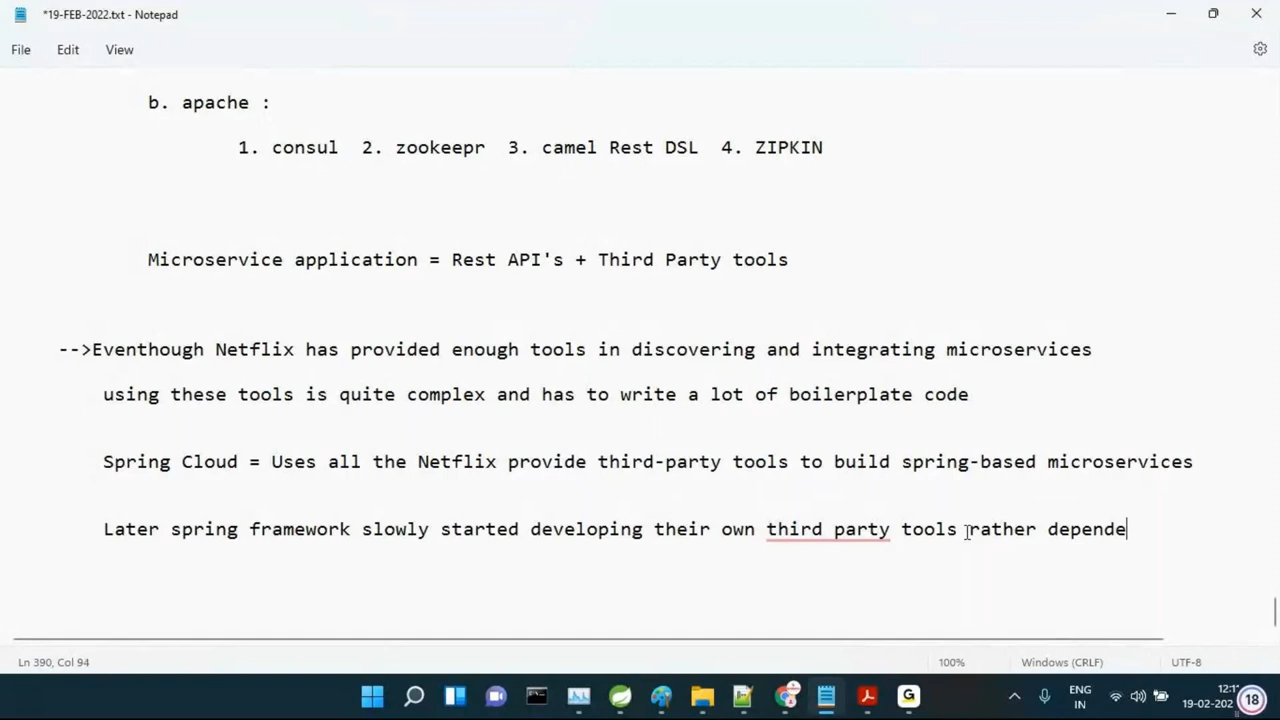 *19-FEB-2022.txt - Notepad
File Edit View
b. apache :
1. consul 2. zookeepr 3. camel Rest DSL 4. ZIPKIN
Microservice application = Rest API's + Third Party tools
-->Eventhough Netflix has provided enough tools in discovering and integrating microservices
using these tools is quite complex and has to write a lot of boilerplate code
Spring Cloud = Uses all the Netflix provide third-party tools to build spring-based microservices
Later spring framework slowly started developing their own third party tools rather depende
Ln 390, Col 94 100% Windows (CRLF) UTF-8
ENG 12:1
IN 19-02-202 18